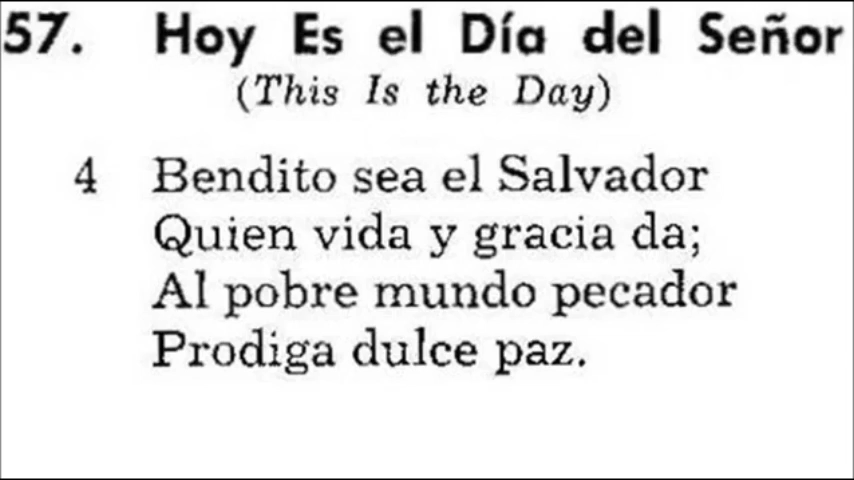 57. Hoy Es el Día del Señor
(This Is the Day)
4 Bendito sea el Salvador
Quien vida y gracia da;
Al pobre mundo pecador
Prodiga dulce paz.